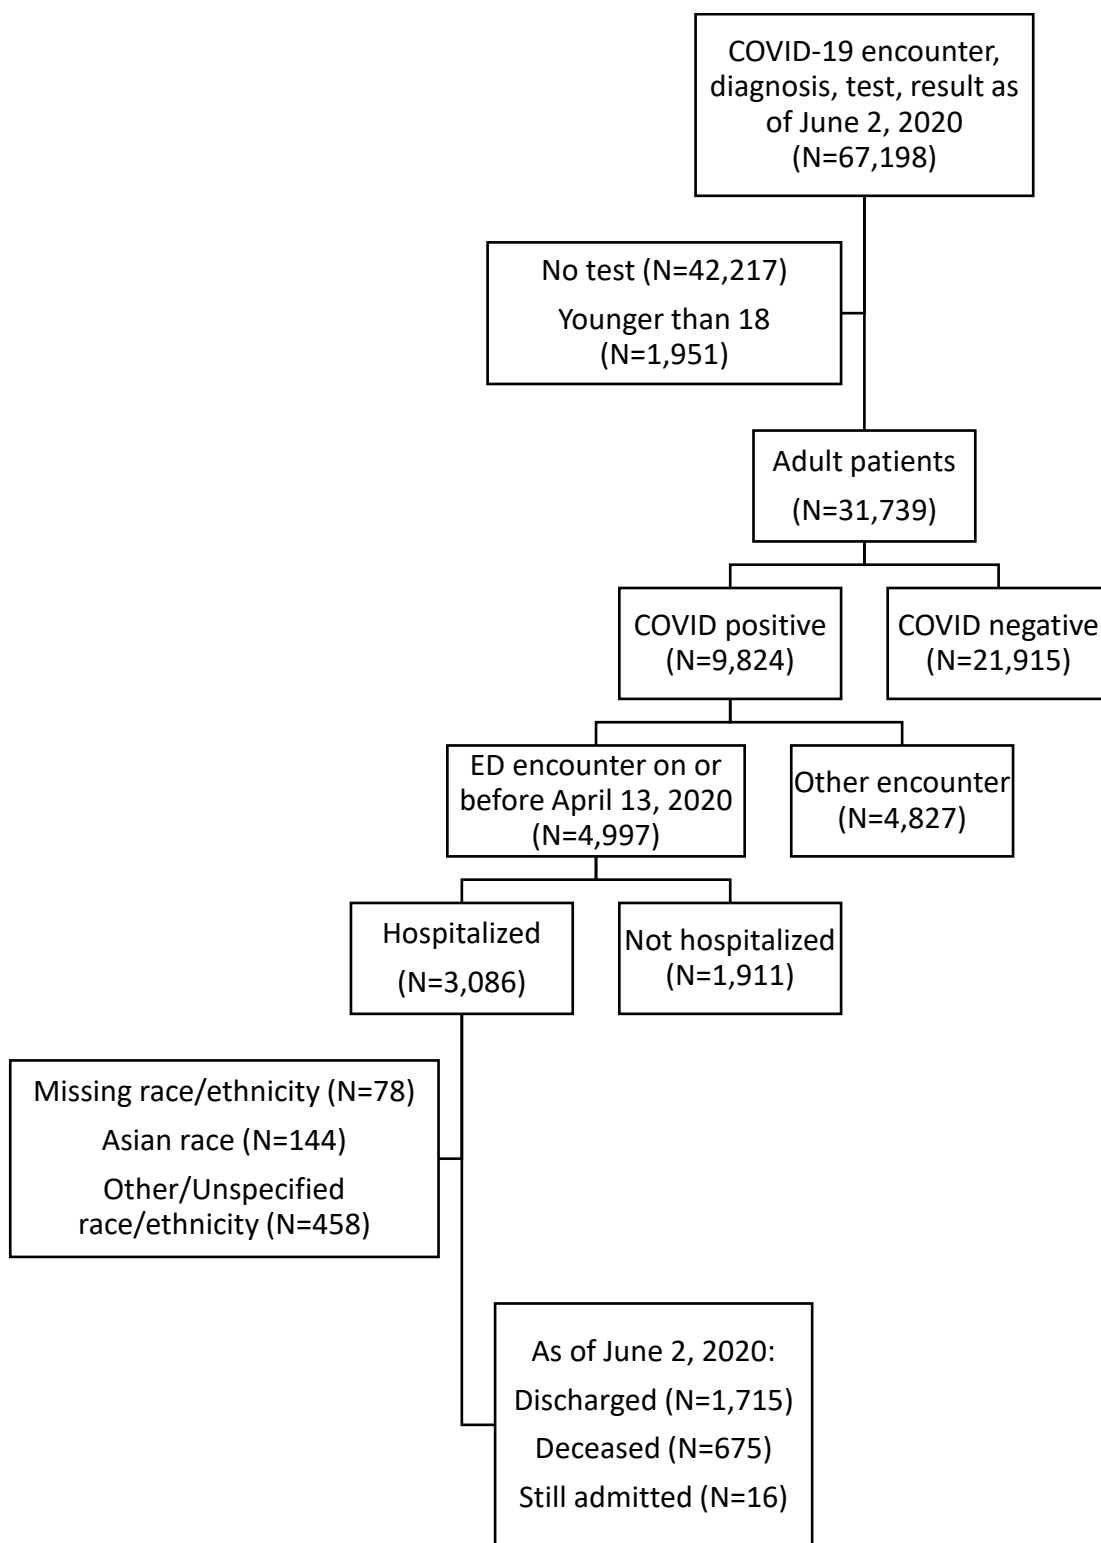 COVID-19 encounter,
diagnosis, test, result as
of June 2, 2020
(N=67,198)
No test (N=42,217)
Younger than 18
(N=1,951)
Adult patients
(N=31,739)
COVID positive
(N=9,824)
COVID negative
(N=21,915)
ED encounter on or
before April 13, 2020
(N=4,997)
Other encounter
(N=4,827)
Hospitalized
(N=3,086)
Not hospitalized
(N=1,911)
Missing race/ethnicity (N=78)
Asian race (N=144)
Other/Unspecified
race/ethnicity (N=458)
As of June 2, 2020:
Discharged (N=1,715)
Deceased (N=675)
Still admitted (N=16)